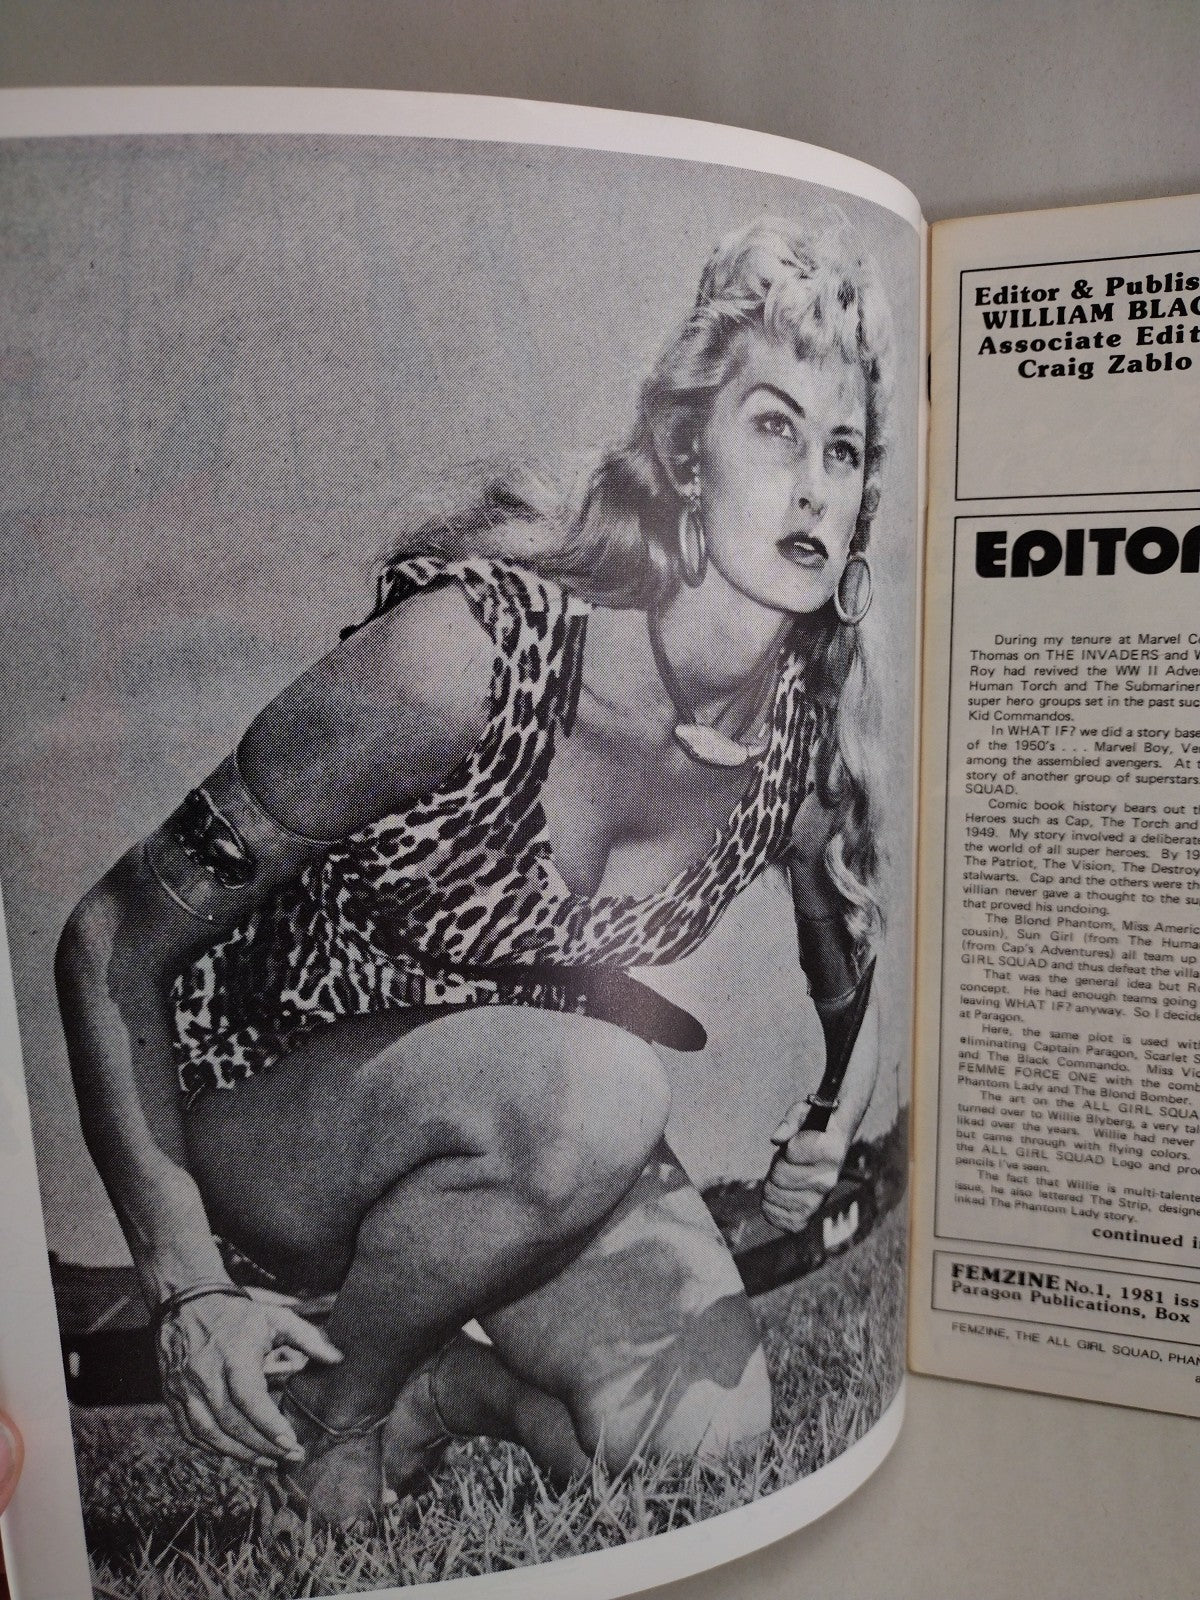 Editor & Publis
WILLIAM BLAC
Associate Edit
Craig Zablo
EDITOR
During my tenure at Marvel Co
Thomas on THE INVADERS and W
Roy had revived the WW II Adven
Human Torch and The Submariner
super hero groups set in the past suc
Kid Commandos.
In WHAT IF? we did a story base
of the 1950's . . . Marvel Boy, Ven
among the assembled avengers. At t
story of another group of superstars
SQUAD.
Comic book history bears out th
Heroes such as Cap, The Torch and
1949. My story involved a deliberate
the world of all super heroes. By 19
The Patriot, The Vision, The Destroy
stalwarts. Cap and the others were th
villian never gave a thought to the su
that proved his undoing.
The Blond Phantom, Miss Americ
cousin), Sun Girl (from The Huma
(from Cap's Adventures) all team up
GIRL SQUAD and thus defeat the villa
That was the general idea but Ro
concept. He had enough teams going
leaving WHAT IF? anyway. So I decide
at Paragon.
Here, the same plot is used with
eliminating Captain Paragon, Scarlet S
and The Black Commando. Miss Vic
FEMME FORCE ONE with the comb
Phantom Lady and The Blond Bomber.
The art on the ALL GIRL SQUA
turned over to Willie Blyberg, a very tal
liked over the years. Willie had never
but came through with flying colors.
the ALL GIRL SQUAD Logo and prod
pencils I've seen.
The fact that Willie is multi-talente
issue, he also lettered The Strip, designe
inked The Phantom Lady story.
continued in
FEMZINE No.1, 1981 iss
Paragon Publications, Box
FEMZINE, THE ALL GIRL SQUAD, PHAN
a